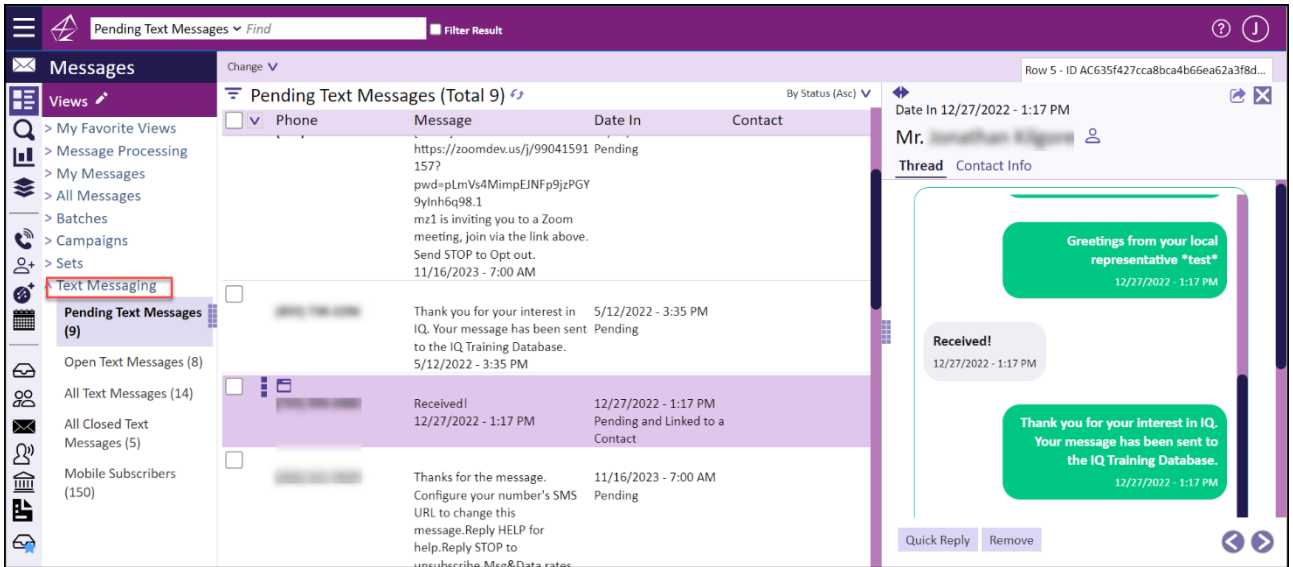 Pending Text Messages Find
Filter Result
? J
Messages
Change
Row 5 - ID AC635f427cca8bca4b66ea62a3f8d...
Views
> My Favorite Views
> Message Processing
> My Messages
> All Messages
> Batches
> Campaigns
> Sets
^ Text Messaging
Pending Text Messages
(9)
Open Text Messages (8)
All Text Messages (14)
All Closed Text
Messages (5)
Mobile Subscribers
(150)
Pending Text Messages (Total 9)
By Status (Asc)
Phone Message Date In Contact
https://zoomdev.us/j/99041591 Pending
157?
pwd=pLmVs4MimpEJNFp9jzPGY
9yInh6q98.1
mz1 is inviting you to a Zoom
meeting, join via the link above.
Send STOP to Opt out.
11/16/2023 - 7:00 AM
Thank you for your interest in 5/12/2022 - 3:35 PM
IQ. Your message has been sent Pending
to the IQ Training Database.
5/12/2022 - 3:35 PM
Received! 12/27/2022 - 1:17 PM
12/27/2022 - 1:17 PM Pending and Linked to a
Contact
Thanks for the message. 11/16/2023 - 7:00 AM
Configure your number's SMS Pending
URL to change this
message.Reply HELP for
help.Reply STOP to
unsubscribe.Msg&Data rates
Date In 12/27/2022 - 1:17 PM
Mr.
Thread Contact Info
Greetings from your local
representative *test*
12/27/2022 - 1:17 PM
Received!
12/27/2022 - 1:17 PM
Thank you for your interest in IQ.
Your message has been sent to
the IQ Training Database.
12/27/2022 - 1:17 PM
Quick Reply Remove